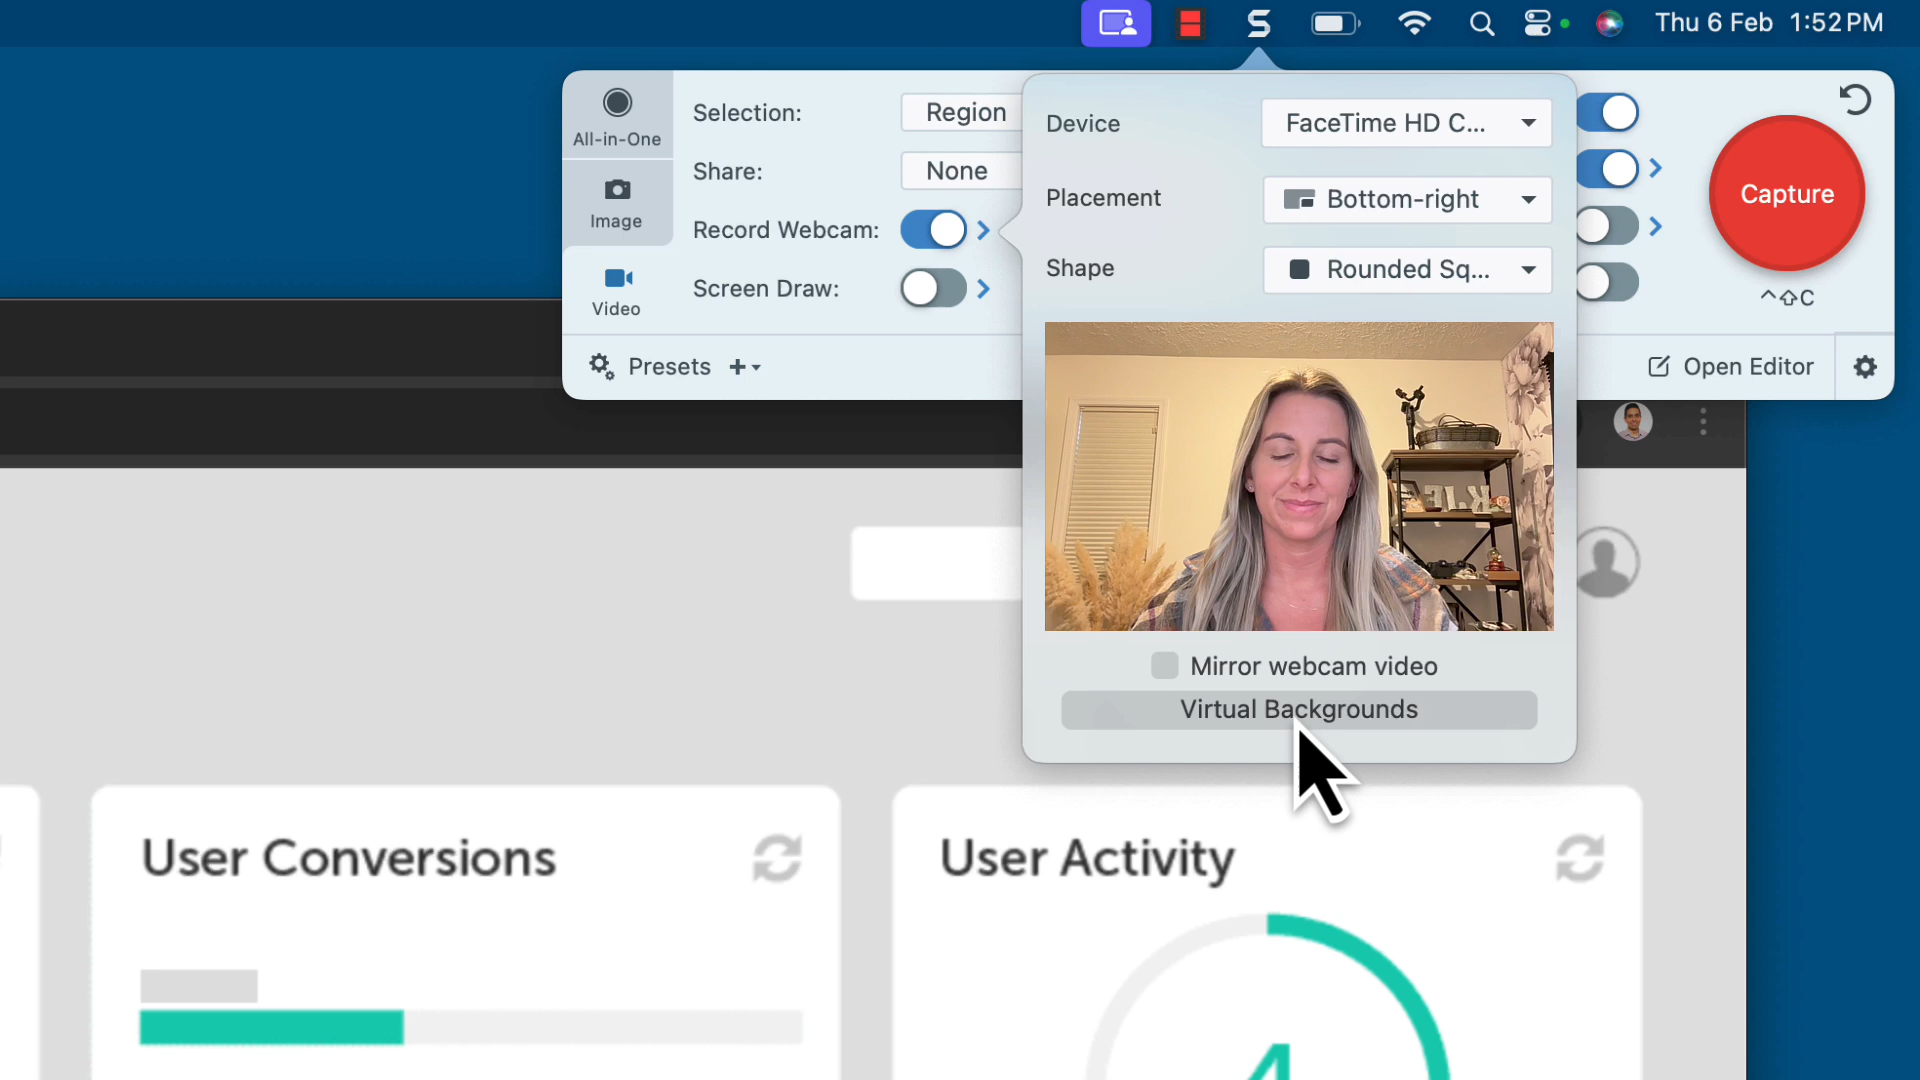 Thu 6 Feb 1:52 PM
All-in-One
Image
Video
Selection:
Region
Share:
None
Record Webcam:
Screen Draw:
Presets
Device
FaceTime HD C...
Placement
Bottom-right
Shape
Rounded Sq...
Mirror webcam video
Virtual Backgrounds
Capture
^⇧C
Open Editor
User Conversions
User Activity
4